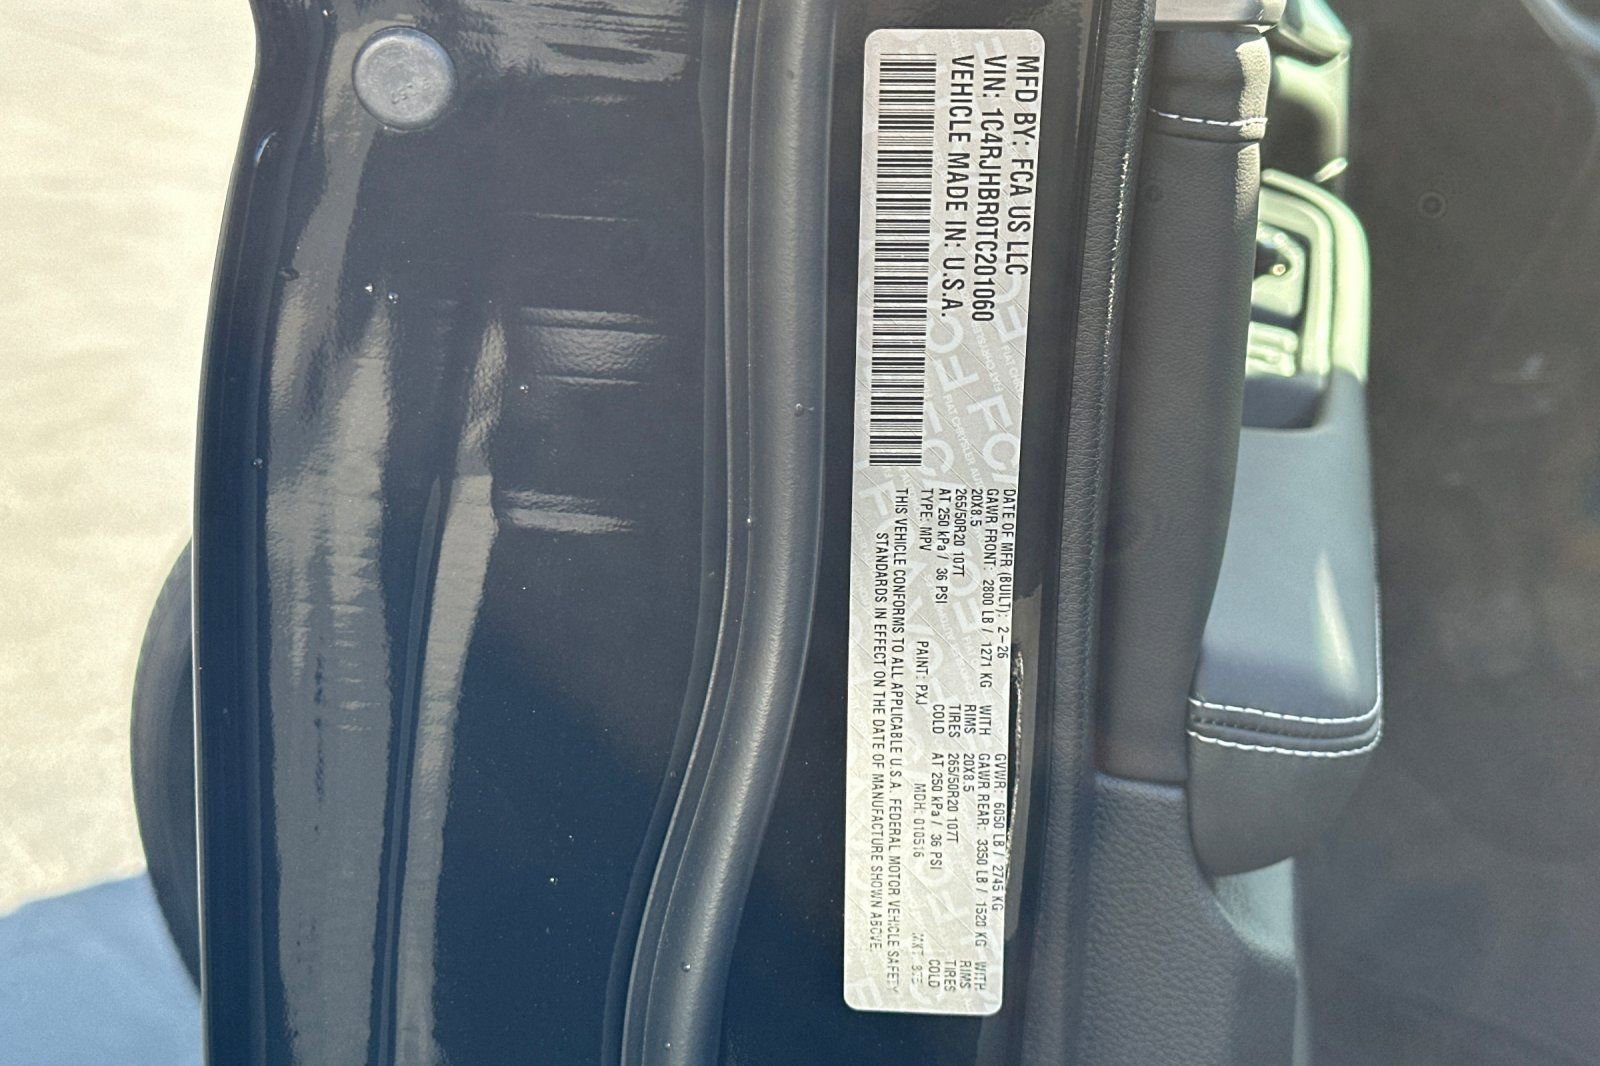 MFD BY: FCA US LLC
VIN: 1C4RJHBR0TC201060
VEHICLE MADE IN: U.S.A.
DATE OF MFR (BUILT): 2-26 GVWR: 6050 LB / 2745 KG
GAWR FRONT: 2800 LB / 1271 KG WITH GAWR REAR: 3350 LB / 1520 KG WITH
20X8.5 RIMS 20X8.5 RIMS
265/50R20 107T TIRES 265/50R20 107T TIRES
AT 250 kPa / 36 PSI COLD AT 250 kPa / 36 PSI COLD
TYPE: MPV PAINT: PXJ MDH: 010516
THIS VEHICLE CONFORMS TO ALL APPLICABLE U.S.A. FEDERAL MOTOR VEHICLE SAFETY
STANDARDS IN EFFECT ON THE DATE OF MANUFACTURE SHOWN ABOVE.